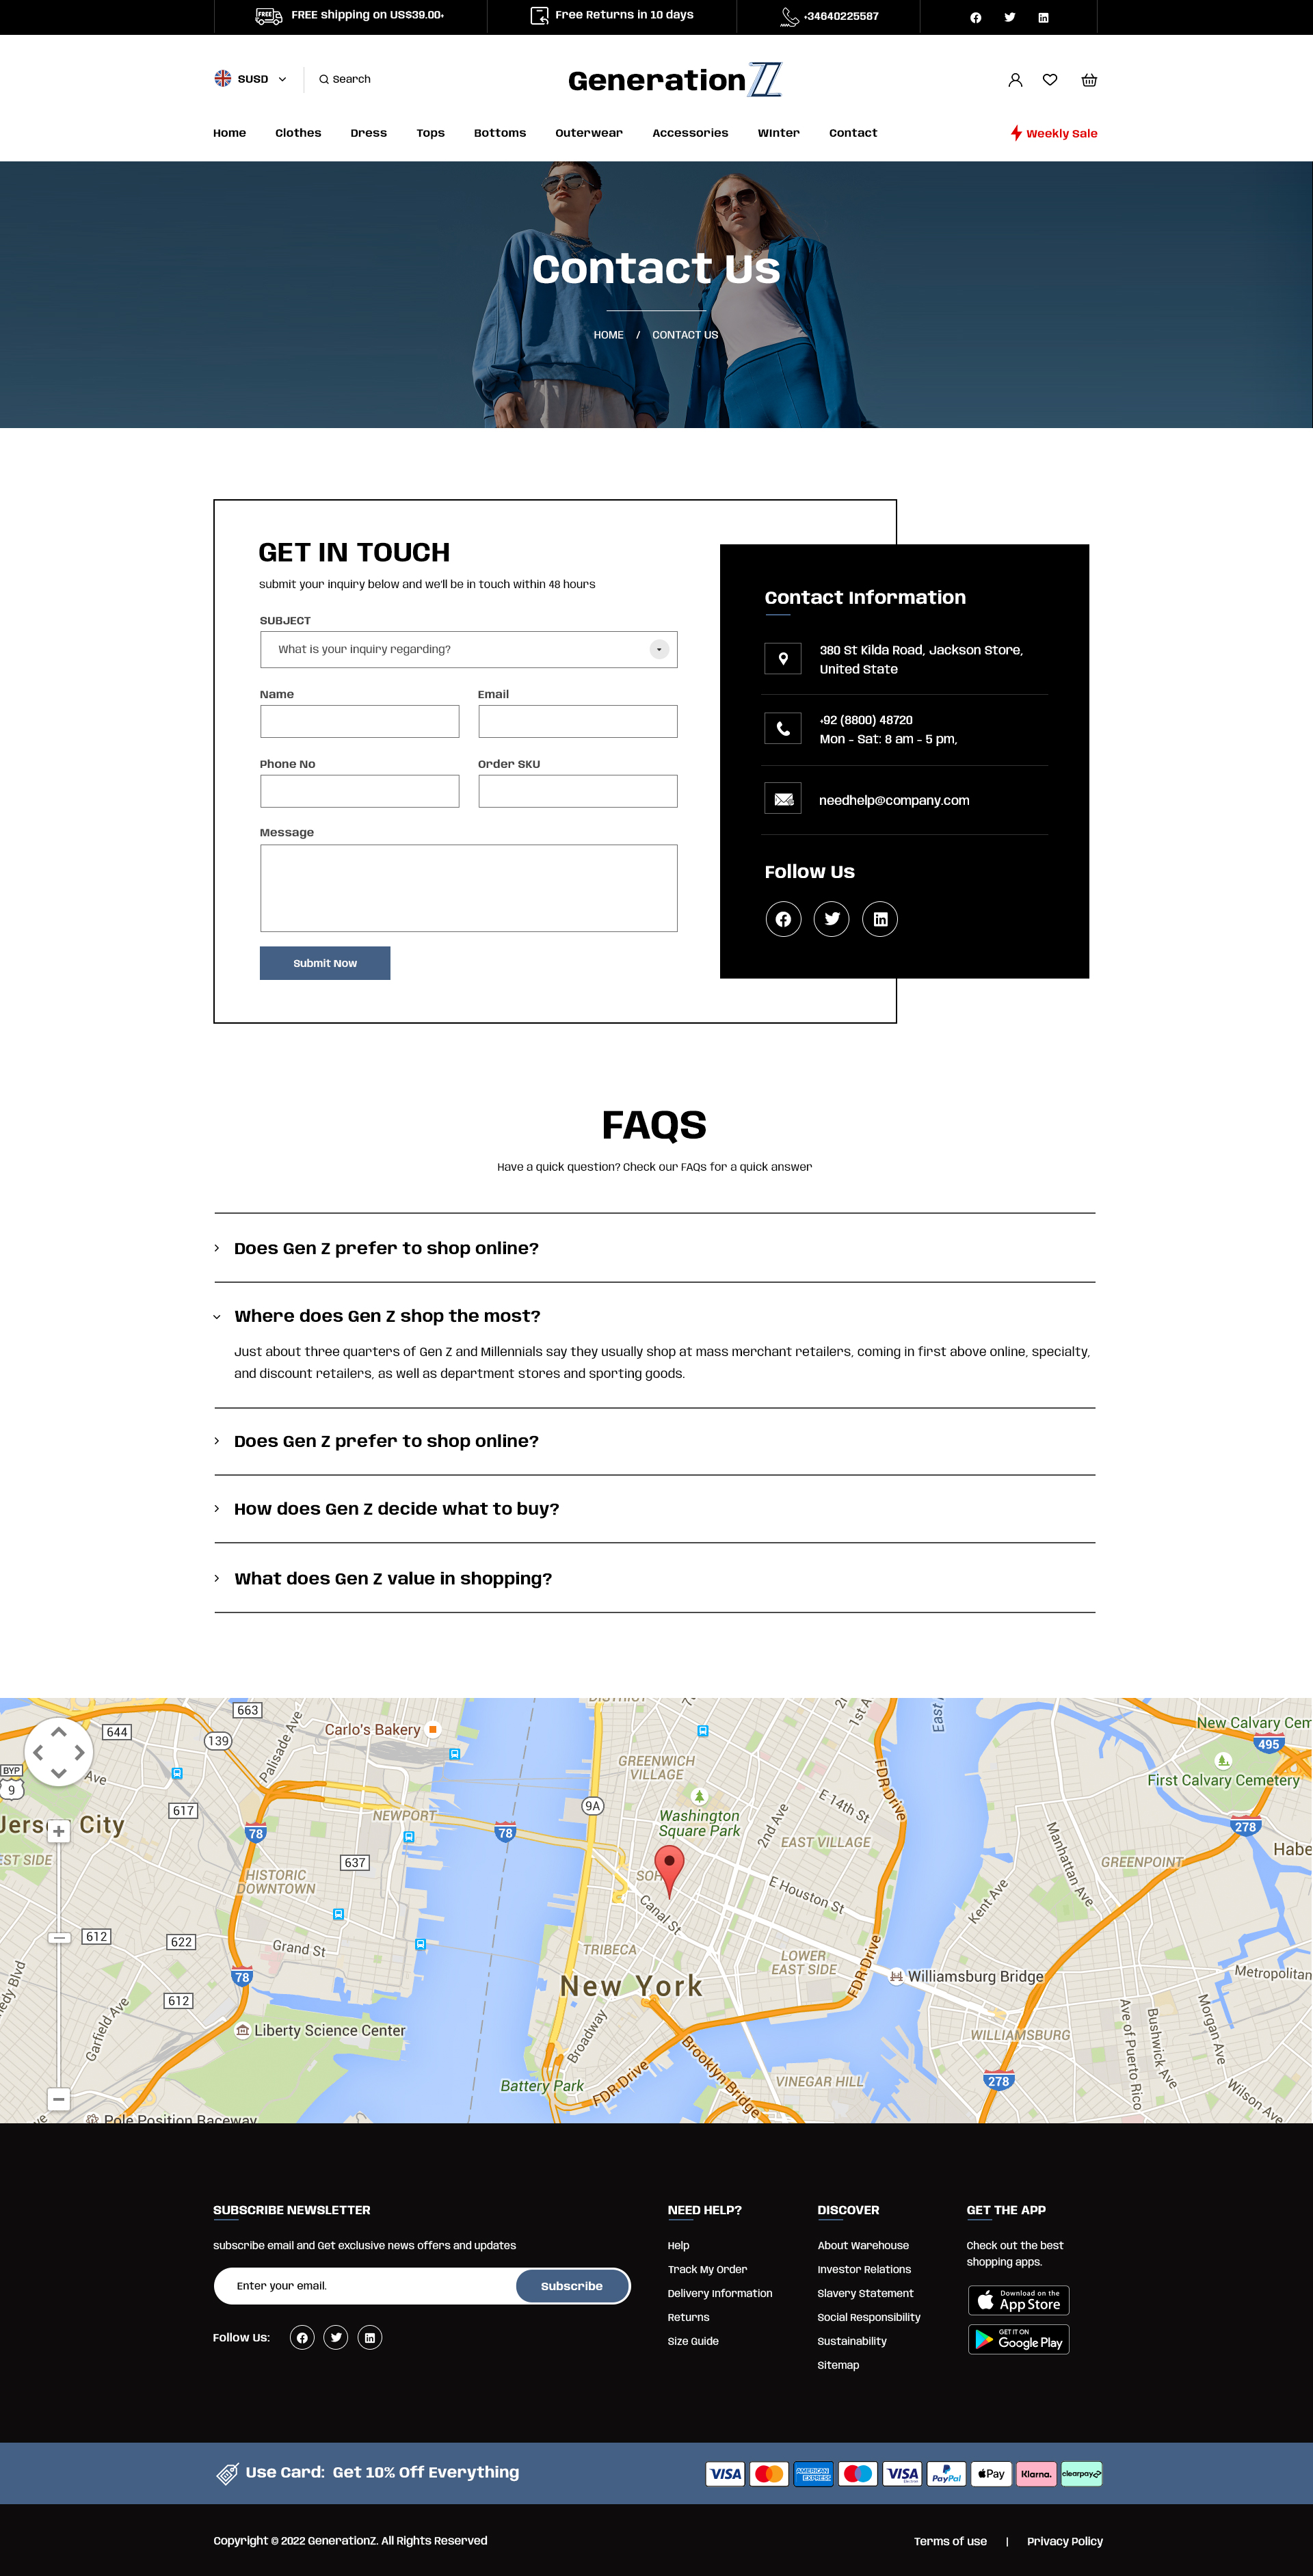 FREE
FREE shipping on US$39.00+
Free Returns in 10 days
+34640225587
SUSD
Search
Generation Z
Home
Clothes
Dress
Tops
Bottoms
Outerwear
Accessories
Winter
Contact
Weekly Sale
Contact Us
HOME / CONTACT US
GET IN TOUCH
submit your inquiry below and we'll be in touch within 48 hours
SUBJECT
What is your inquiry regarding?
Name
Email
Phone No
Order SKU
Message
Submit Now
Contact Information
380 St Kilda Road, Jackson Store,
United State
+92 (8800) 48720
Mon - Sat: 8 am - 5 pm,
needhelp@company.com
Follow Us
FAQS
Have a quick question? Check our FAQs for a quick answer
Does Gen Z prefer to shop online?
Where does Gen Z shop the most?
Just about three quarters of Gen Z and Millennials say they usually shop at mass merchant retailers, coming in first above online, specialty,
and discount retailers, as well as department stores and sporting goods.
Does Gen Z prefer to shop online?
How does Gen Z decide what to buy?
What does Gen Z value in shopping?
663
644
139
Palisade Ave
Carlo's Bakery
DISTRICT
1st A
East
New Calvary Cem
495
BYP
9
Ave
GREENWICH
VILLAGE
FDR Drive
First Calvary Cemetery
617
NEWPORT
9A
Washington
Square Park
2nd Ave
E 14th St
Jersey City
78
78
EAST VILLAGE
278
Habe
EST SIDE
637
HISTORIC
DOWNTOWN
SOH
E Houston St
Manhattan Ave
GREENPOINT
Canal St
Kent Ave
612
622
Grand St
TRIBECA
LOWER
EAST SIDE
FDR Drive
78
New York
Williamsburg Bridge
Metropolitan
edy Blvd
612
Garfield Ave
Liberty Science Center
Broadway
WILLIAMSBURG
Ave of Puerto Rico
Bushwick Ave
Morgan Ave
Battery Park
FDR Drive
Brooklyn Bridge
VINEGAR HILL
278
Wilson Ave
Pole Position Raceway
SUBSCRIBE NEWSLETTER
subscribe email and Get exclusive news offers and updates
Enter your email.
Subscribe
Follow Us:
NEED HELP?
Help
Track My Order
Delivery Information
Returns
Size Guide
DISCOVER
About Warehouse
Investor Relations
Slavery Statement
Social Responsibility
Sustainability
Sitemap
GET THE APP
Check out the best
shopping apps.
Download on the
App Store
GET IT ON
Google Play
Use Card: Get 10% Off Everything
VISA
AMERICAN
EXPRESS
VISA
Electron
PayPal
Pay
Klarna.
clearpay
Copyright © 2022 GenerationZ. All Rights Reserved
Terms of use | Privacy Policy